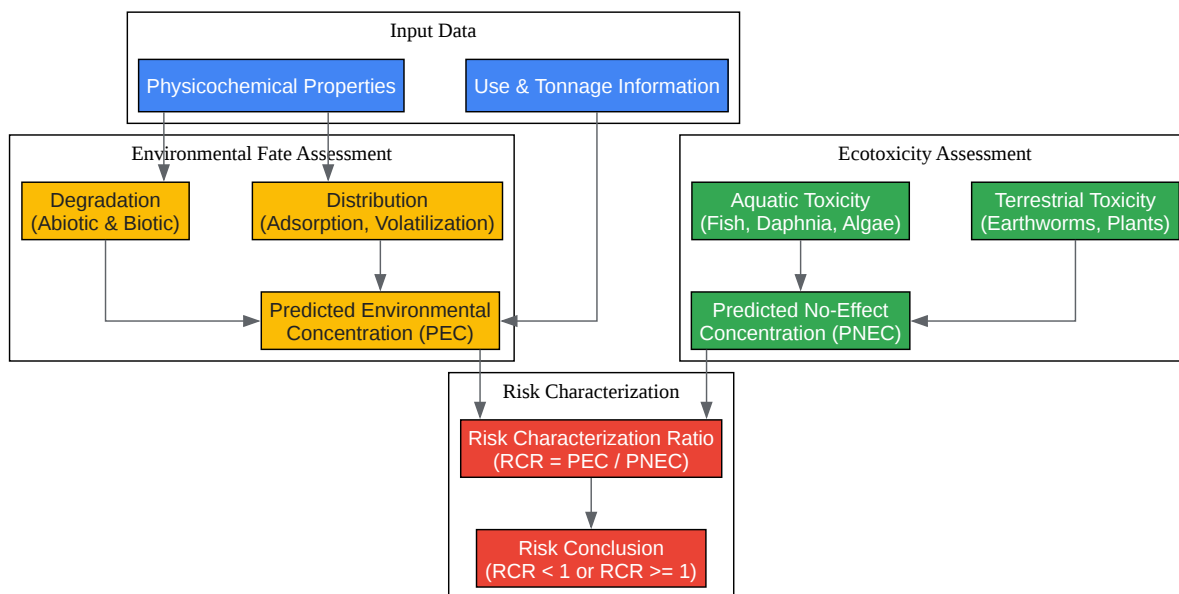 Input Data
Physicochemical Properties
Use & Tonnage Information
Environmental Fate Assessment
Degradation
(Abiotic & Biotic)
Distribution
(Adsorption, Volatilization)
Predicted Environmental
Concentration (PEC)
Ecotoxicity Assessment
Aquatic Toxicity
(Fish, Daphnia, Algae)
Terrestrial Toxicity
(Earthworms, Plants)
Predicted No-Effect
Concentration (PNEC)
Risk Characterization
Risk Characterization Ratio
(RCR = PEC / PNEC)
Risk Conclusion
(RCR < 1 or RCR >= 1)